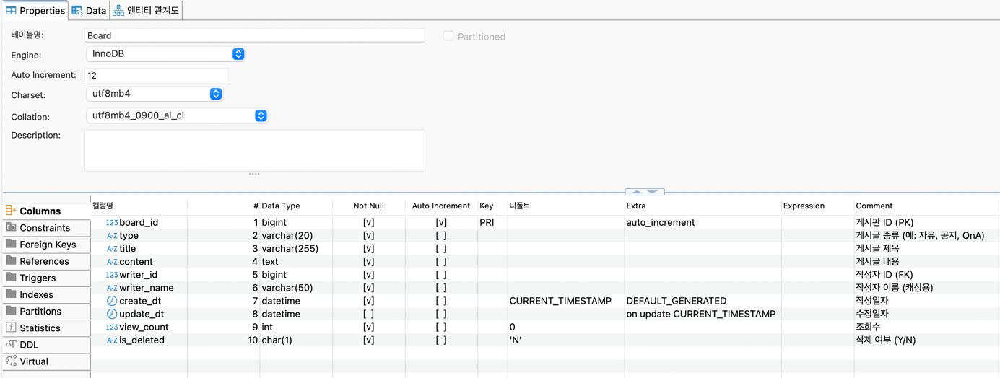 Properties Data 엔티티 관계도
테이블명: Board Partitioned
Engine: InnoDB
Auto Increment: 12
Charset: utf8mb4
Collation: utf8mb4_0900_ai_ci
Description:
Columns
Constraints
Foreign Keys
References
Triggers
Indexes
Partitions
Statistics
DDL
Virtual
컬럼명 # Data Type Not Null Auto Increment Key 디폴트 Extra Expression Comment
123 board_id 1 bigint [v] [v] PRI auto_increment 게시판 ID (PK)
A-Z type 2 varchar(20) [v] [ ] 게시글 종류 (예: 자유, 공지, QnA)
A-Z title 3 varchar(255) [v] [ ] 게시글 제목
A-Z content 4 text [v] [ ] 게시글 내용
123 writer_id 5 bigint [v] [ ] 작성자 ID (FK)
A-Z writer_name 6 varchar(50) [v] [ ] 작성자 이름 (캐싱용)
create_dt 7 datetime [v] [ ] CURRENT_TIMESTAMP DEFAULT_GENERATED 작성일자
update_dt 8 datetime [ ] [ ] on update CURRENT_TIMESTAMP 수정일자
123 view_count 9 int [v] [ ] 0 조회수
A-Z is_deleted 10 char(1) [v] [ ] 'N' 삭제 여부 (Y/N)